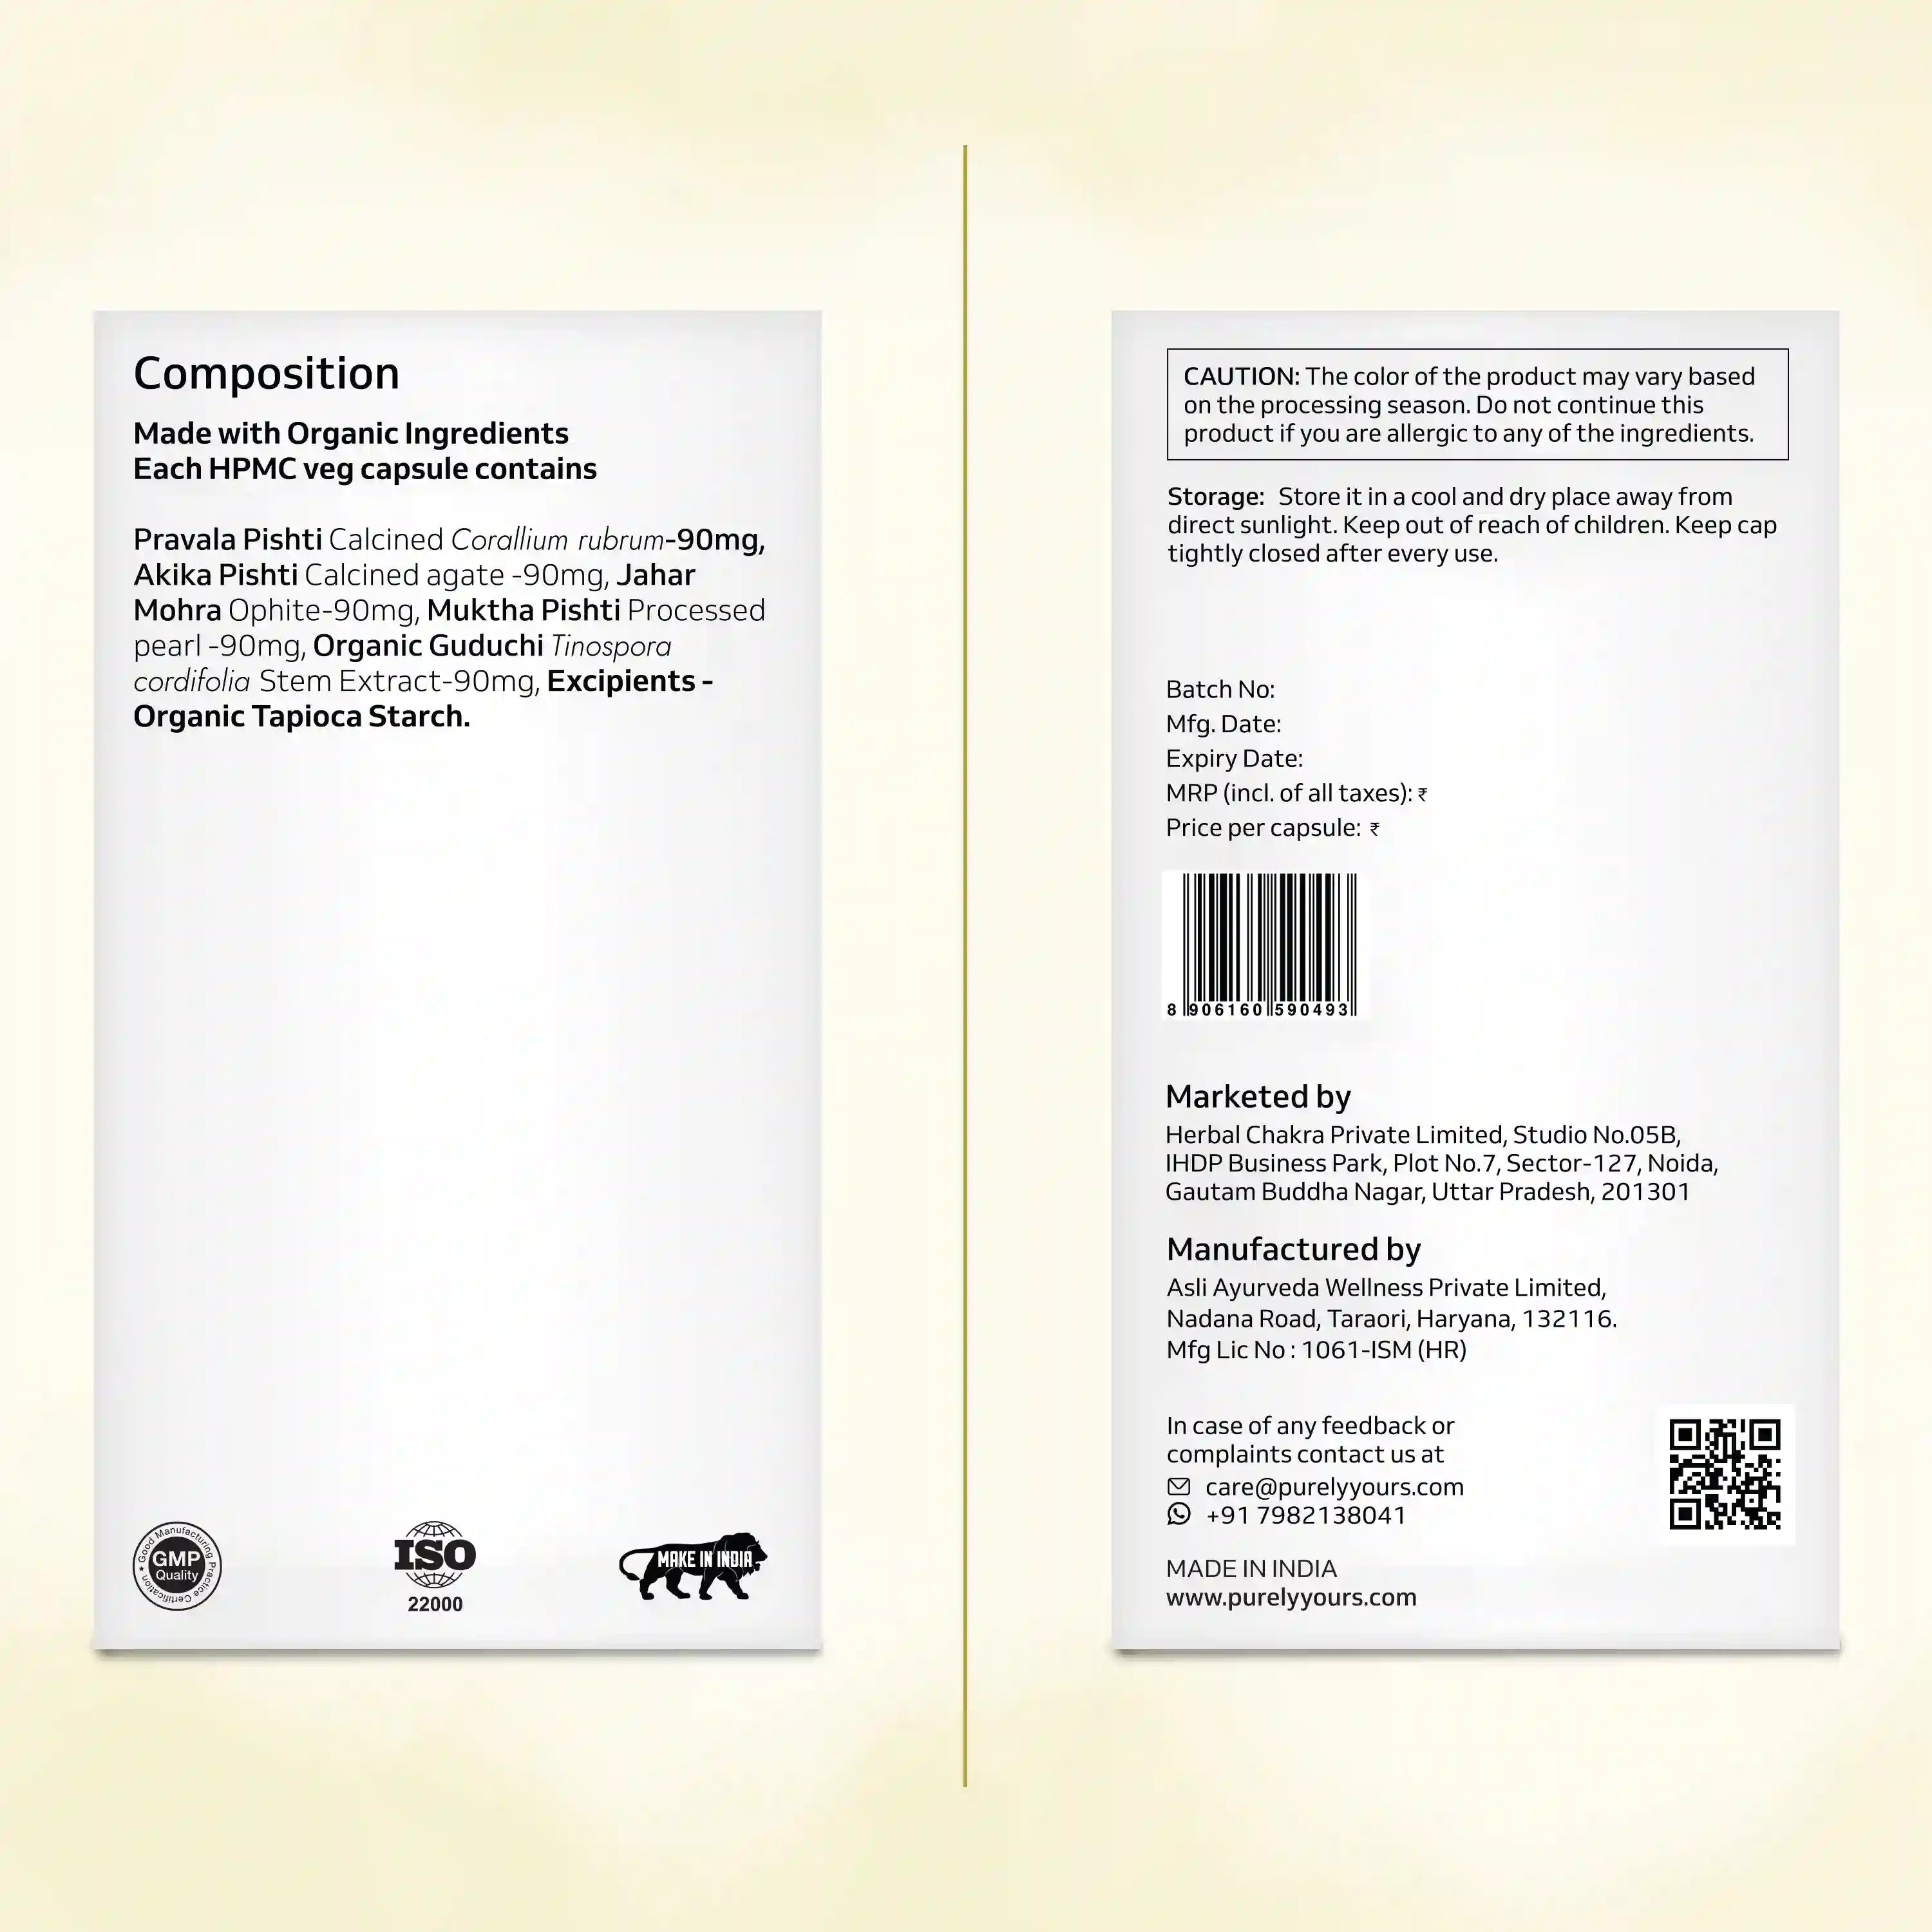 Composition
Made with Organic Ingredients
Each HPMC veg capsule contains
Pravala Pishti Calcined Corallium rubrum-90mg,
Akika Pishti Calcined agate -90mg, Jahar
Mohra Ophite-90mg, Muktha Pishti Processed
pearl -90mg, Organic Guduchi Tinospora
cordifolia Stem Extract-90mg, Excipients -
Organic Tapioca Starch.
Good Manufacturing Practice Certification
GMP
Quality
ISO
22000
MAKE IN INDIA
CAUTION: The color of the product may vary based
on the processing season. Do not continue this
product if you are allergic to any of the ingredients.
Storage: Store it in a cool and dry place away from
direct sunlight. Keep out of reach of children. Keep cap
tightly closed after every use.
Batch No:
Mfg. Date:
Expiry Date:
MRP (incl. of all taxes): ₹
Price per capsule: ₹
8 906160 590493
Marketed by
Herbal Chakra Private Limited, Studio No.05B,
IHDP Business Park, Plot No.7, Sector-127, Noida,
Gautam Buddha Nagar, Uttar Pradesh, 201301
Manufactured by
Asli Ayurveda Wellness Private Limited,
Nadana Road, Taraori, Haryana, 132116.
Mfg Lic No : 1061-ISM (HR)
In case of any feedback or
complaints contact us at
care@purelyyours.com
+91 7982138041
MADE IN INDIA
www.purelyyours.com